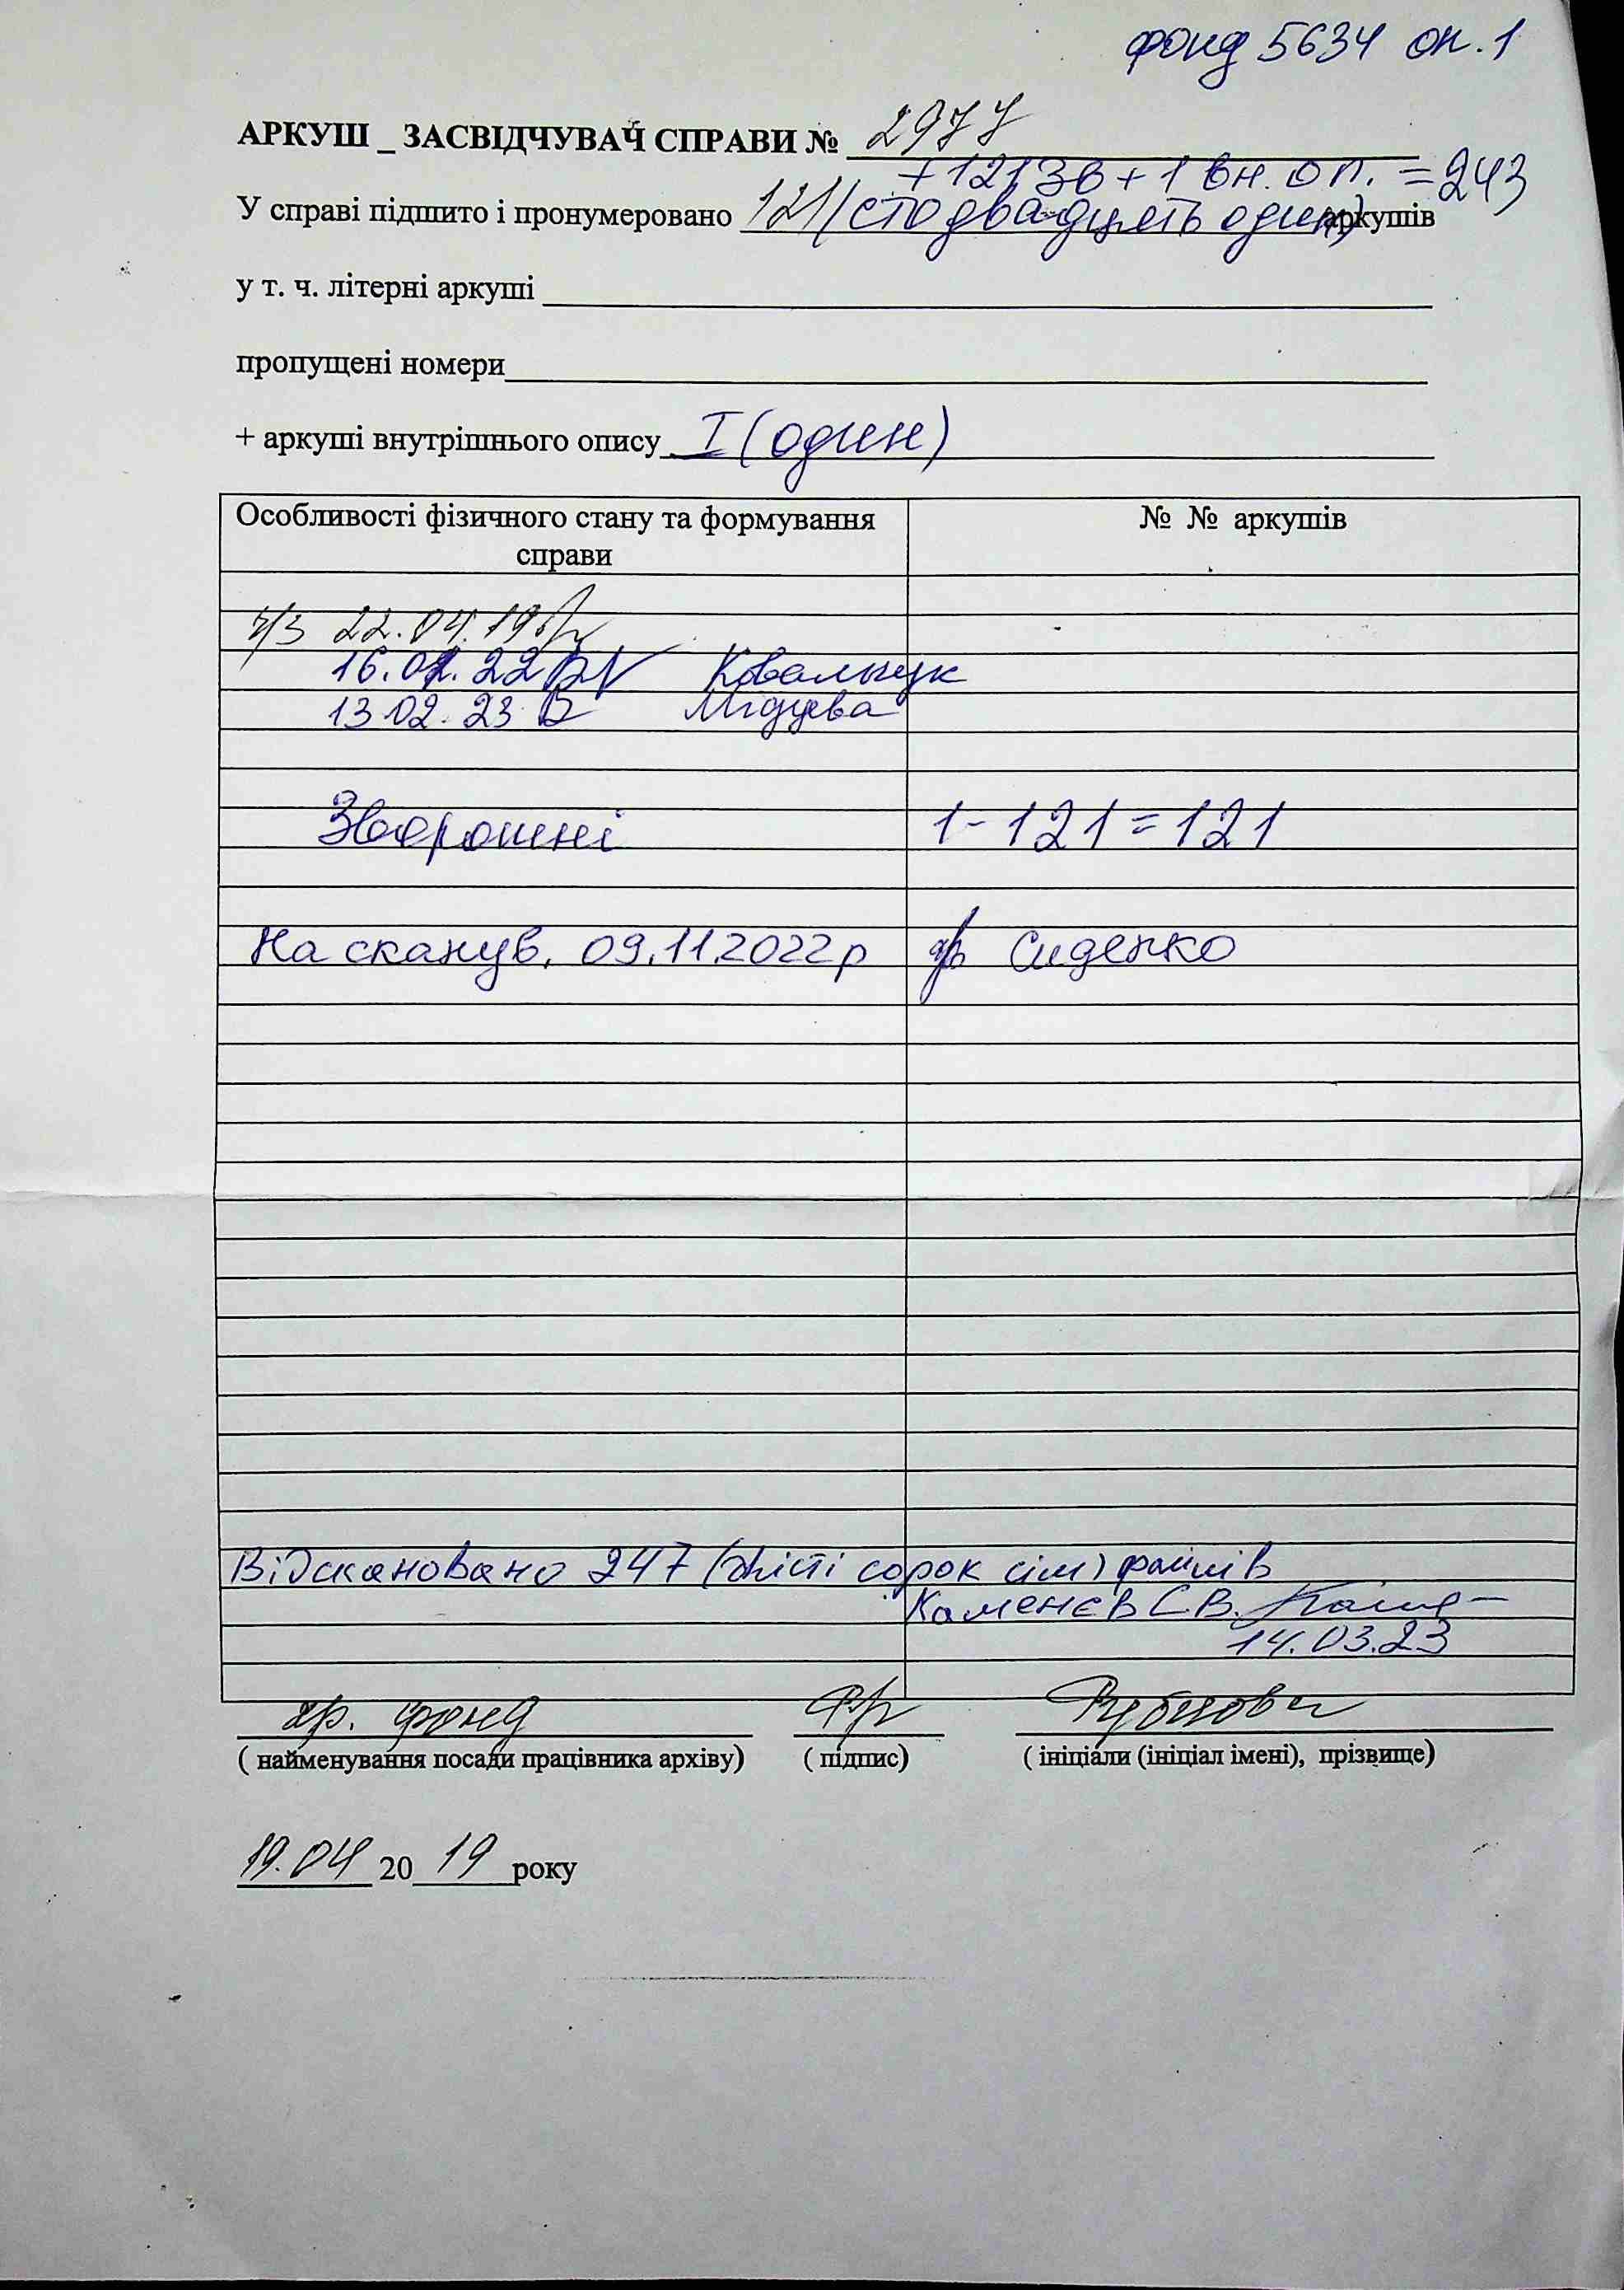 фонд 5634 оп. 1
АРКУШ _ ЗАСВІДЧУВАЧ СПРАВИ № 2977
+ 121 Зв + 1 вн. оп. = 243
У справі підшито і пронумеровано 121 (сто двадцять один) аркушів
у т. ч. літерні аркуші
пропущені номери
+ аркуші внутрішнього опису I (один)
Особливості фізичного стану та формування справи
№ № аркушів
ч/з 22.04.19
16.02.22 Ковальчук
13.02.23
Зворотні 1-121=121
На сканув. 09.11.2022р Сиденко
Відскановано 247 (двісті сорок сім) файлів
Каменєв С.В.
14.03.23
хр. фонд
( найменування посади працівника архіву) ( підпис) ( ініціали (ініціал імені), прізвище)
19.04 2019 року